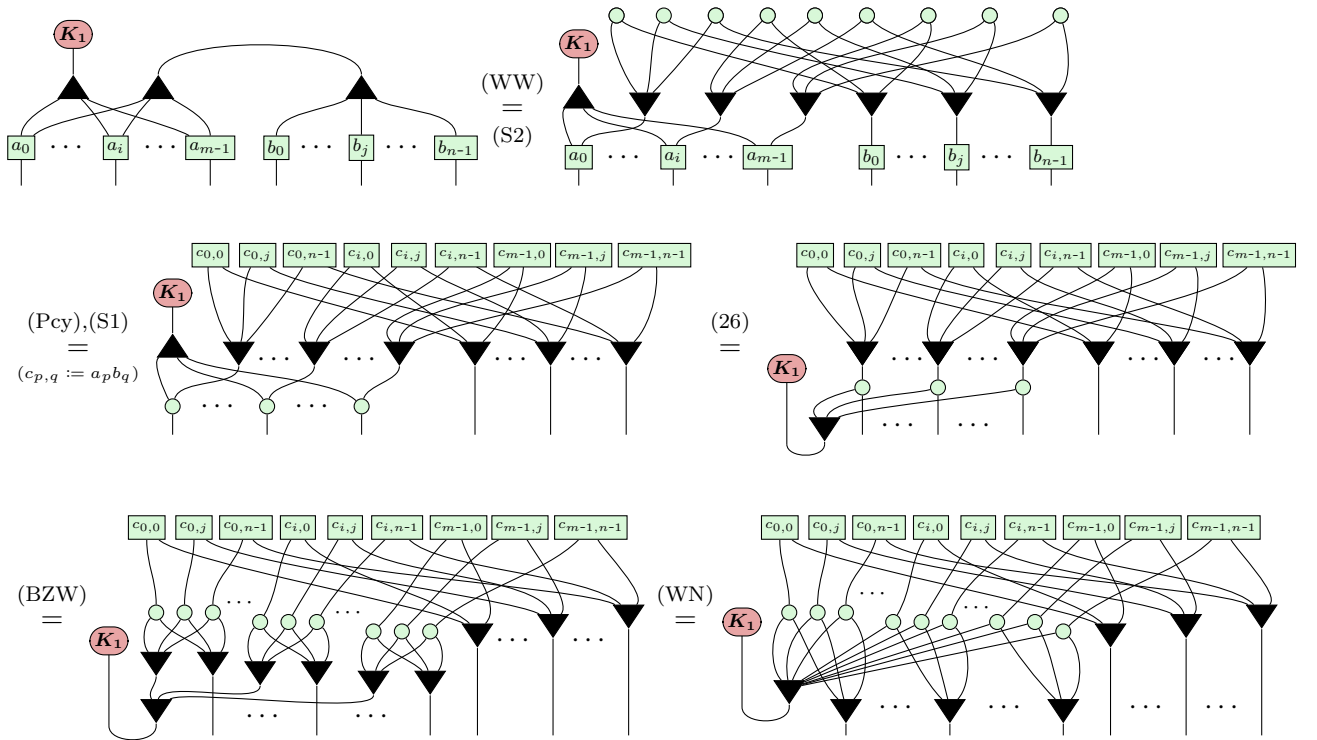 K₁
a₀ ··· aᵢ ··· aₘ₋₁ b₀ ··· bⱼ ··· bₙ₋₁
(WW)
=
(S2)
K₁
a₀ ··· aᵢ ··· aₘ₋₁ b₀ ··· bⱼ ··· bₙ₋₁
c₀,₀ c₀,ⱼ c₀,ₙ₋₁ cᵢ,₀ cᵢ,ⱼ cᵢ,ₙ₋₁ cₘ₋₁,₀ cₘ₋₁,ⱼ cₘ₋₁,ₙ₋₁
K₁
(Pcy),(S1)
=
(c_{p,q} := a_p b_q)
··· ··· ··· ···
··· ···
c₀,₀ c₀,ⱼ c₀,ₙ₋₁ cᵢ,₀ cᵢ,ⱼ cᵢ,ₙ₋₁ cₘ₋₁,₀ cₘ₋₁,ⱼ cₘ₋₁,ₙ₋₁
(26)
=
K₁
··· ··· ··· ···
··· ···
c₀,₀ c₀,ⱼ c₀,ₙ₋₁ cᵢ,₀ cᵢ,ⱼ cᵢ,ₙ₋₁ cₘ₋₁,₀ cₘ₋₁,ⱼ cₘ₋₁,ₙ₋₁
(BZW)
=
K₁
··· ···
··· ···
··· ···
c₀,₀ c₀,ⱼ c₀,ₙ₋₁ cᵢ,₀ cᵢ,ⱼ cᵢ,ₙ₋₁ cₘ₋₁,₀ cₘ₋₁,ⱼ cₘ₋₁,ₙ₋₁
(WN)
=
K₁
··· ···
··· ··· ··· ···